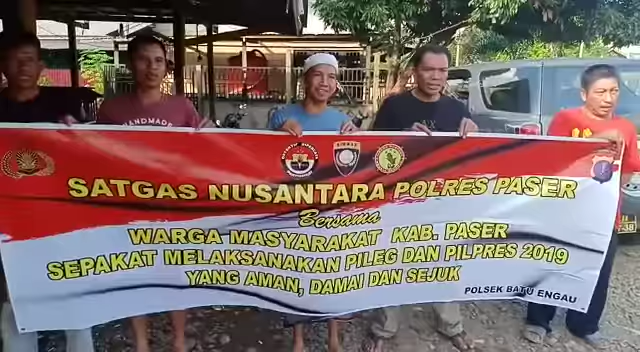 HANDMADE
SATGAS NUSANTARA POLRES PASER
Bersama
WARGA MASYARAKAT KAB. PASER
SEPAKAT MELAKSANAKAN PILEG DAN PILPRES 2019
YANG AMAN, DAMAI DAN SEJUK
POLSEK BATU ENGAU